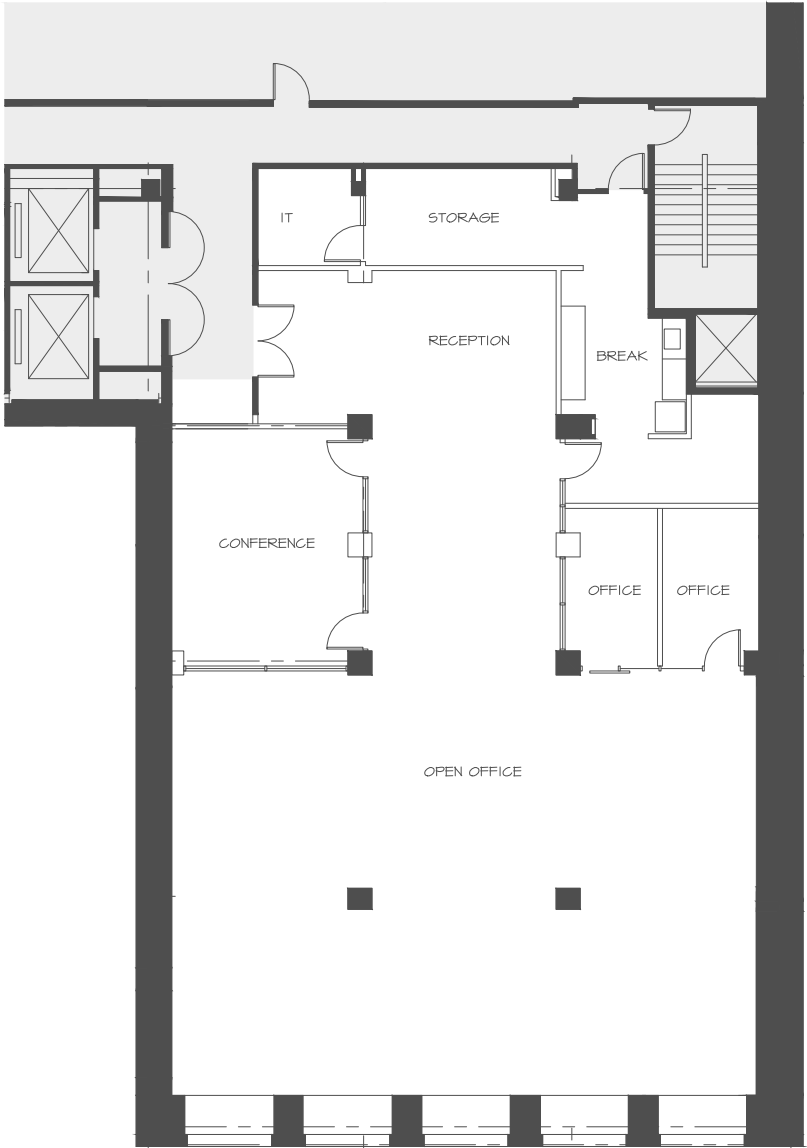 IT
STORAGE
RECEPTION
BREAK
CONFERENCE
OFFICE
OFFICE
OPEN OFFICE